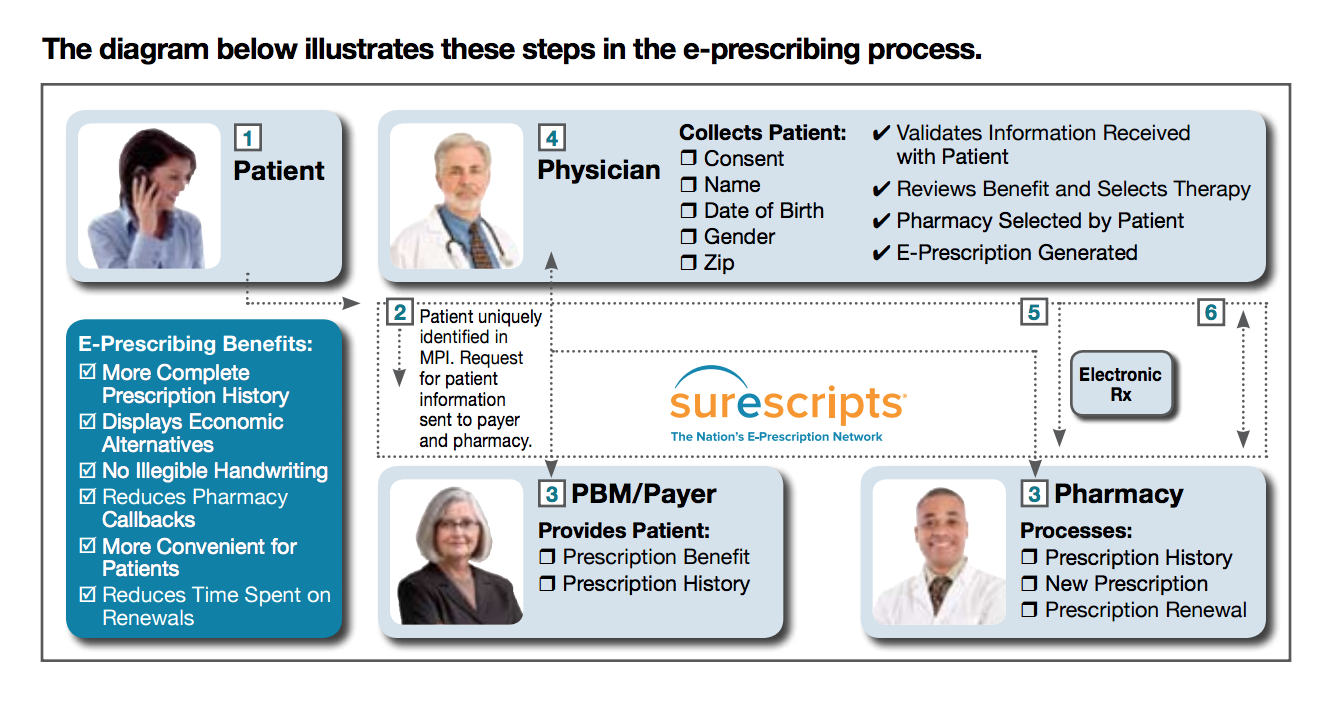 The diagram below illustrates these steps in the e-prescribing process.
1
Patient
4
Physician
Collects Patient:
❒ Consent
❒ Name
❒ Date of Birth
❒ Gender
❒ Zip
✔ Validates Information Received
with Patient
✔ Reviews Benefit and Selects Therapy
✔ Pharmacy Selected by Patient
✔ E-Prescription Generated
E-Prescribing Benefits:
☑ More Complete
Prescription History
☑ Displays Economic
Alternatives
☑ No Illegible Handwriting
☑ Reduces Pharmacy
Callbacks
☑ More Convenient for
Patients
☑ Reduces Time Spent on
Renewals
2
Patient uniquely
identified in
MPI. Request
for patient
information
sent to payer
and pharmacy.
surescripts
The Nation's E-Prescription Network
5
Electronic
Rx
6
3
PBM/Payer
Provides Patient:
❒ Prescription Benefit
❒ Prescription History
3
Pharmacy
Processes:
❒ Prescription History
❒ New Prescription
❒ Prescription Renewal